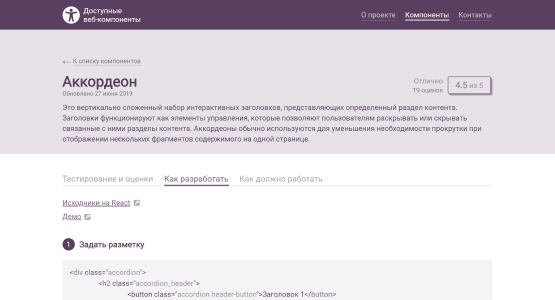 Доступные
веб-компоненты
О проекте Компоненты Контакты
← К списку компонентов
Аккордеон
Обновлено 27 июня 2019
Отлично
19 оценок
4.5 из 5
Это вертикально сложенный набор интерактивных заголовков, представляющих определенный раздел контента.
Заголовки функционируют как элементы управления, которые позволяют пользователям раскрывать или скрывать
связанные с ними разделы контента. Аккордеоны обычно используются для уменьшения необходимости прокрутки при
отображении нескольких фрагментов содержимого на одной странице.
Тестирование и оценки Как разработать Как должно работать
Исходники на React
Демо
1 Задать разметку
<div class="accordion">
<h2 class="accordion_header">
<button class="accordion header-button">Заголовок 1</button>